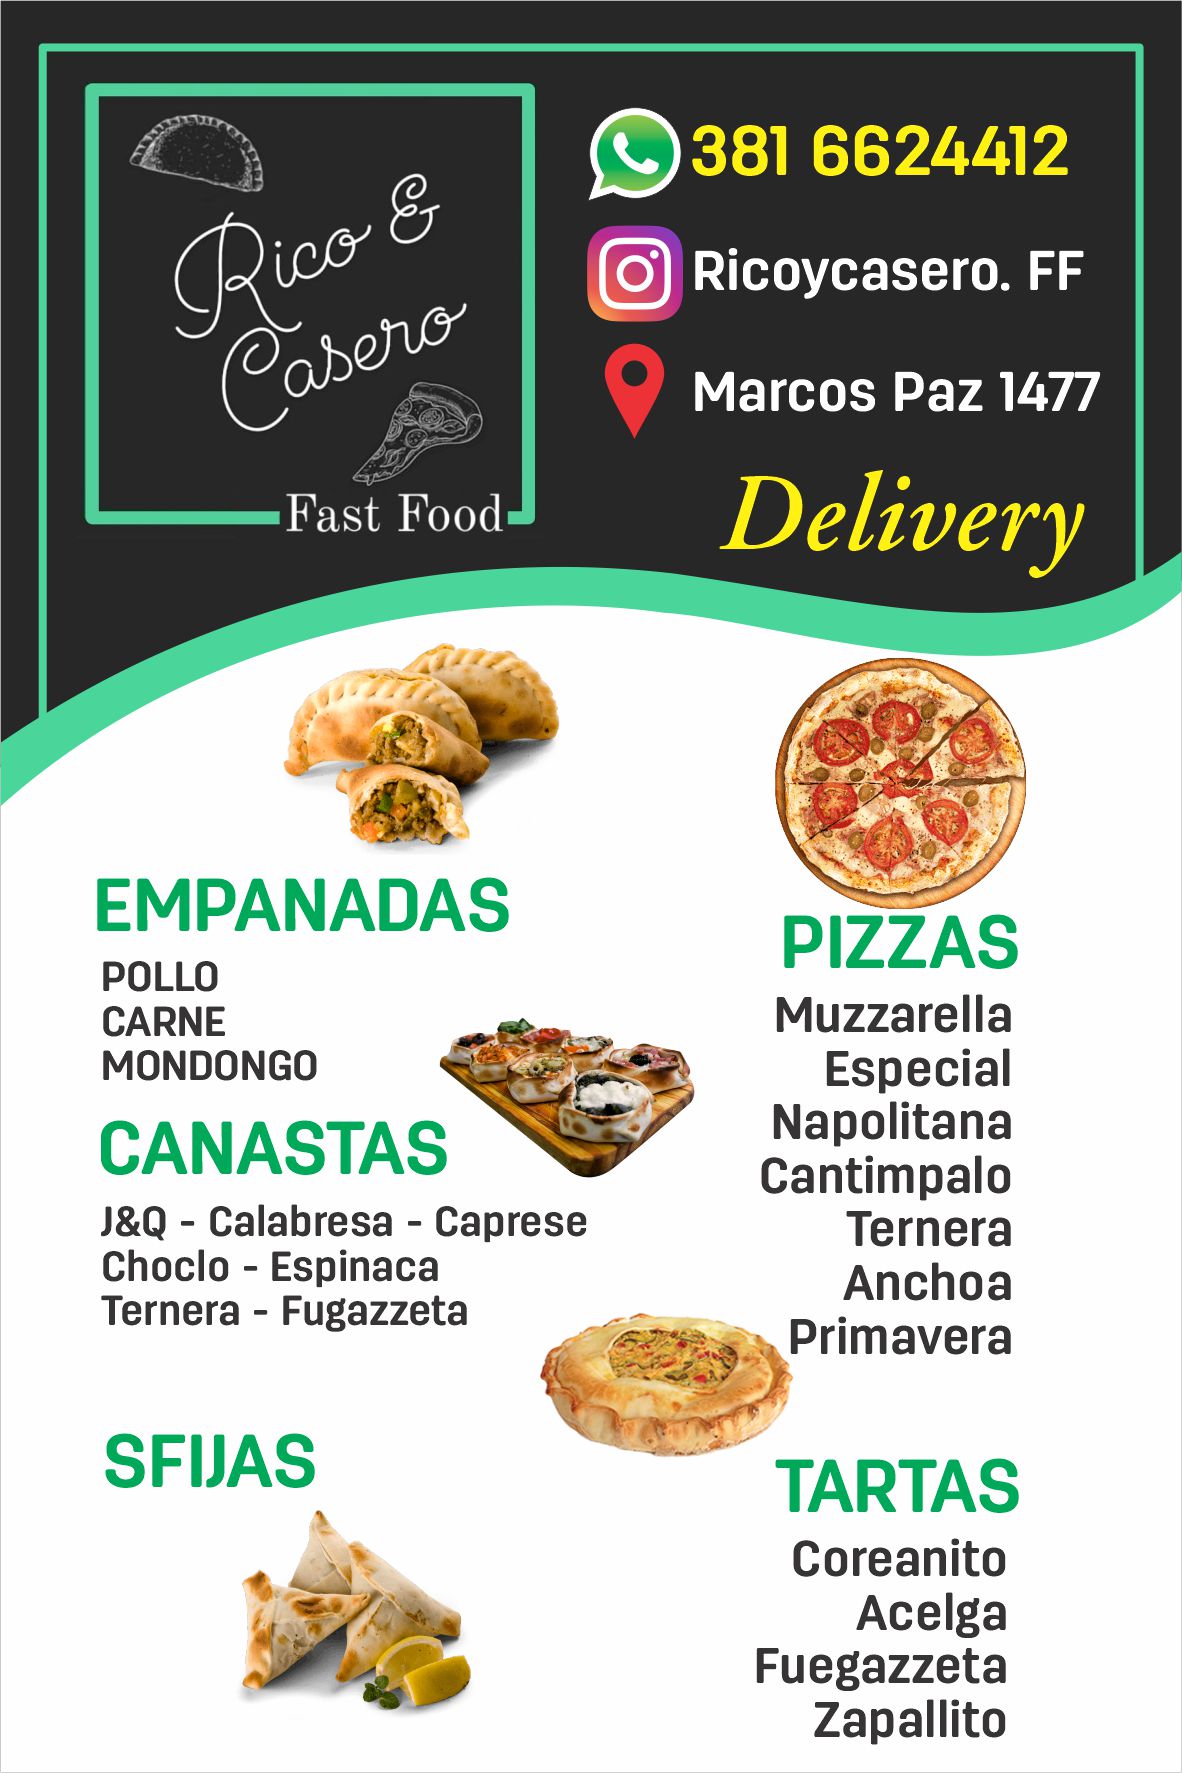 Rico &
Casero
Fast Food
381 6624412
Ricoycasero. FF
Marcos Paz 1477
Delivery
EMPANADAS
POLLO
CARNE
MONDONGO
CANASTAS
J&Q - Calabresa - Caprese
Choclo - Espinaca
Ternera - Fugazzeta
SFIJAS
PIZZAS
Muzzarella
Especial
Napolitana
Cantimpalo
Ternera
Anchoa
Primavera
TARTAS
Coreanito
Acelga
Fuegazzeta
Zapallito